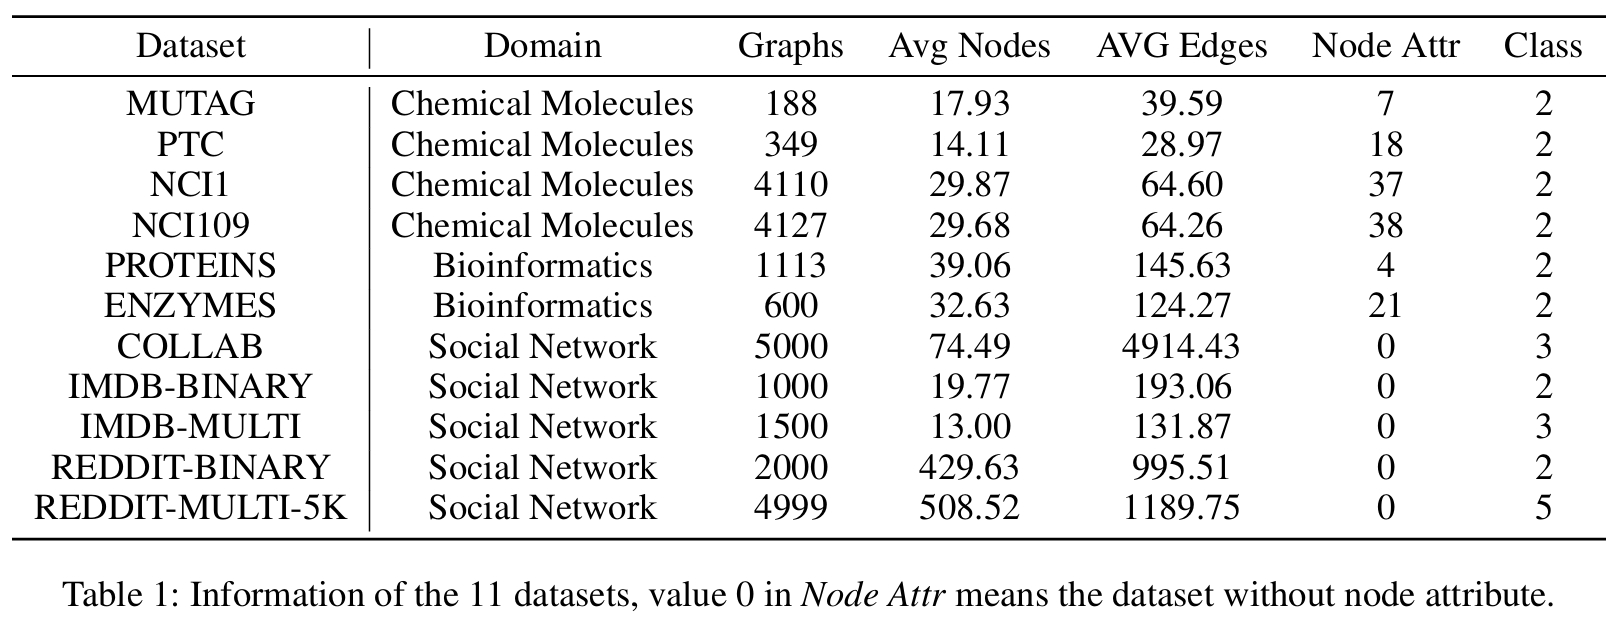 Dataset Domain Graphs Avg Nodes AVG Edges Node Attr Class
MUTAG Chemical Molecules 188 17.93 39.59 7 2
PTC Chemical Molecules 349 14.11 28.97 18 2
NCI1 Chemical Molecules 4110 29.87 64.60 37 2
NCI109 Chemical Molecules 4127 29.68 64.26 38 2
PROTEINS Bioinformatics 1113 39.06 145.63 4 2
ENZYMES Bioinformatics 600 32.63 124.27 21 2
COLLAB Social Network 5000 74.49 4914.43 0 3
IMDB-BINARY Social Network 1000 19.77 193.06 0 2
IMDB-MULTI Social Network 1500 13.00 131.87 0 3
REDDIT-BINARY Social Network 2000 429.63 995.51 0 2
REDDIT-MULTI-5K Social Network 4999 508.52 1189.75 0 5
Table 1: Information of the 11 datasets, value 0 in Node Attr means the dataset without node attribute.